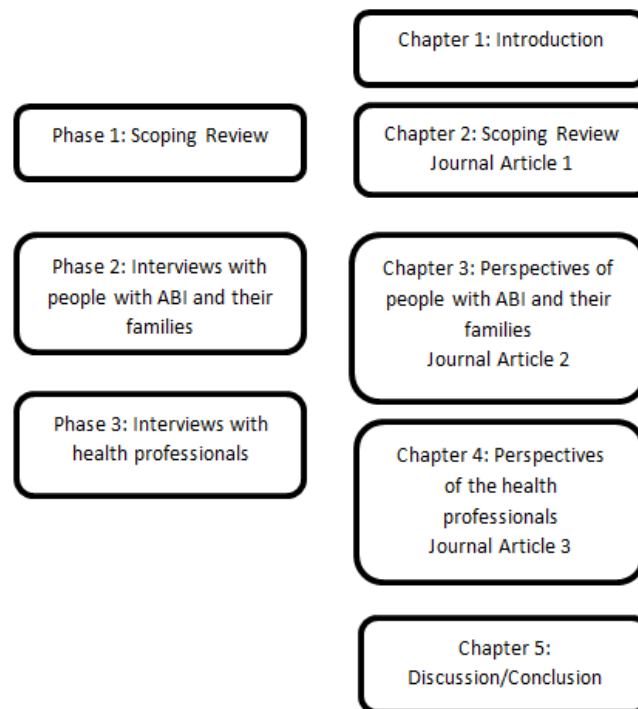 Chapter 1: Introduction
Phase 1: Scoping Review
Chapter 2: Scoping Review
Journal Article 1
Phase 2: Interviews with
people with ABI and their
families
Chapter 3: Perspectives of
people with ABI and their
families
Journal Article 2
Phase 3: Interviews with
health professionals
Chapter 4: Perspectives
of the health
professionals
Journal Article 3
Chapter 5:
Discussion/Conclusion